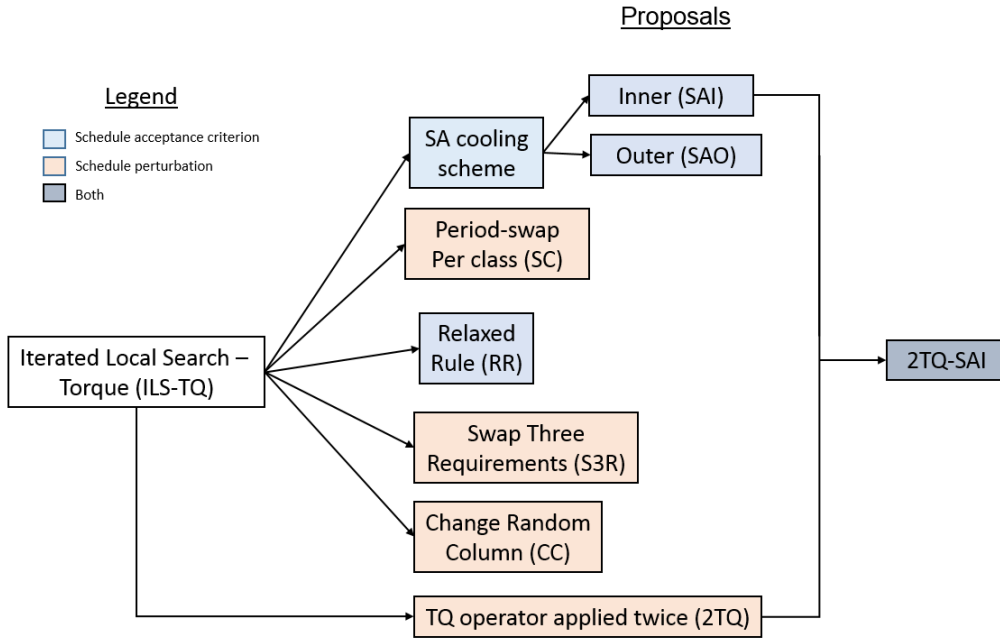 Proposals
Legend
Schedule acceptance criterion
Schedule perturbation
Both
Inner (SAI)
SA cooling
scheme
Outer (SAO)
Period-swap
Per class (SC)
Relaxed
Rule (RR)
Iterated Local Search –
Torque (ILS-TQ)
2TQ-SAI
Swap Three
Requirements (S3R)
Change Random
Column (CC)
TQ operator applied twice (2TQ)